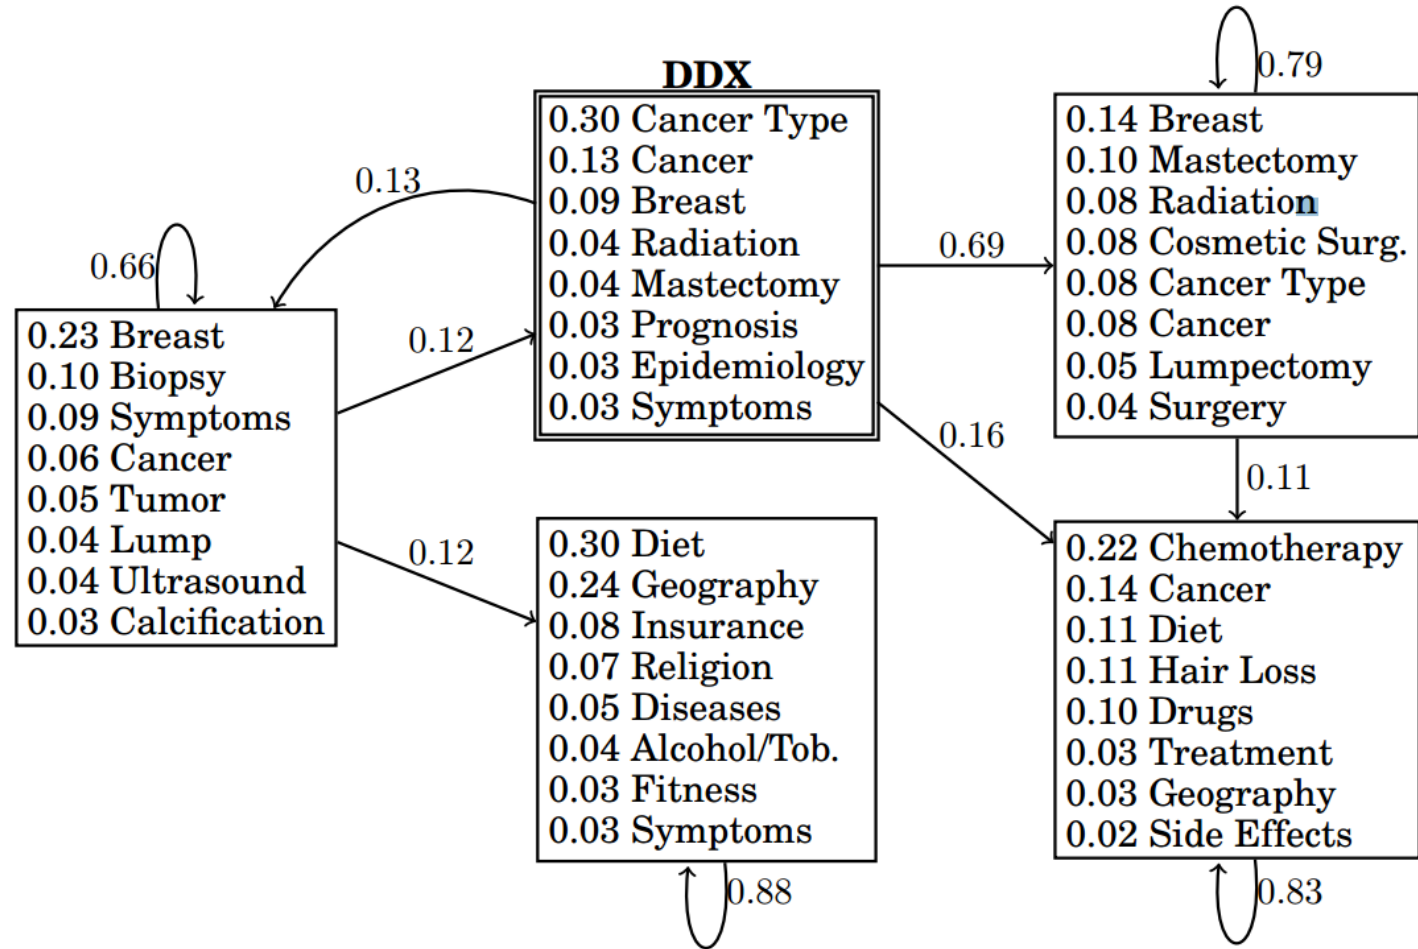 DDX
0.30 Cancer Type
0.13 Cancer
0.09 Breast
0.04 Radiation
0.04 Mastectomy
0.03 Prognosis
0.03 Epidemiology
0.03 Symptoms
0.79
0.14 Breast
0.10 Mastectomy
0.08 Radiation
0.08 Cosmetic Surg.
0.08 Cancer Type
0.08 Cancer
0.05 Lumpectomy
0.04 Surgery
0.13
0.69
0.66
0.12
0.16
0.11
0.12
0.23 Breast
0.10 Biopsy
0.09 Symptoms
0.06 Cancer
0.05 Tumor
0.04 Lump
0.04 Ultrasound
0.03 Calcification
0.30 Diet
0.24 Geography
0.08 Insurance
0.07 Religion
0.05 Diseases
0.04 Alcohol/Tob.
0.03 Fitness
0.03 Symptoms
0.88
0.22 Chemotherapy
0.14 Cancer
0.11 Diet
0.11 Hair Loss
0.10 Drugs
0.03 Treatment
0.03 Geography
0.02 Side Effects
0.83